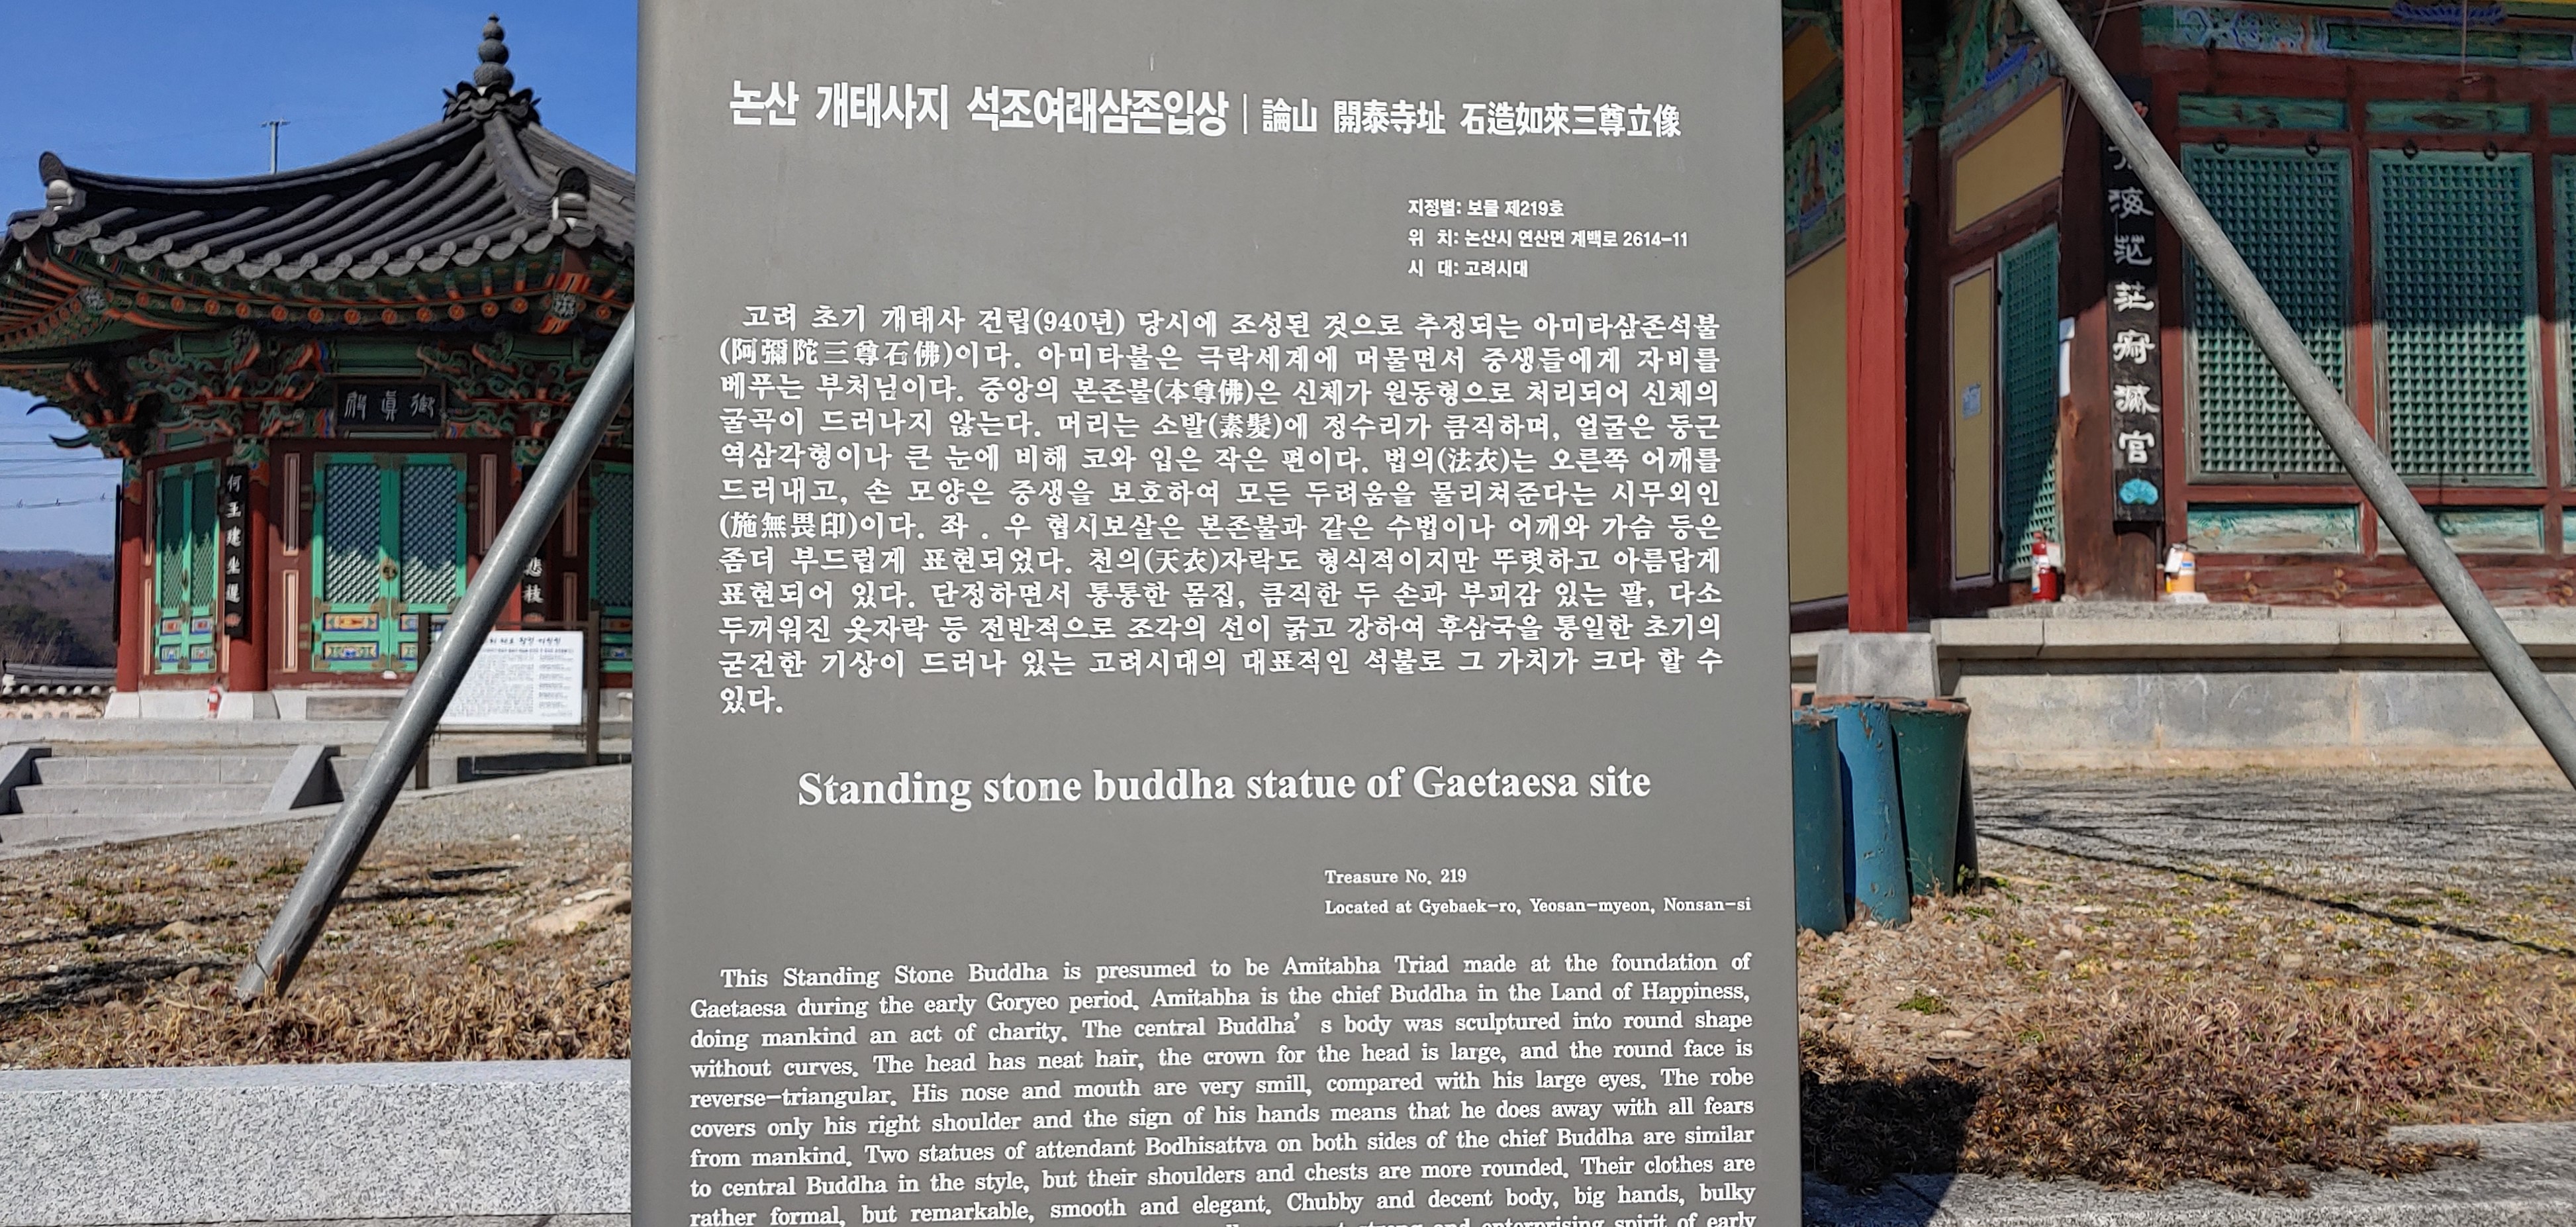 논산 개태사지 석조여래삼존입상 | 論山 開泰寺址 石造如來三尊立像
지정별: 보물 제219호
위 치: 논산시 연산면 계백로 2614-11
시 대: 고려시대
고려 초기 개태사 건립(940년) 당시에 조성된 것으로 추정되는 아미타삼존석불
(阿彌陀三尊石佛)이다. 아미타불은 극락세계에 머물면서 중생들에게 자비를
베푸는 부처님이다. 중앙의 본존불(本尊佛)은 신체가 원동형으로 처리되어 신체의
굴곡이 드러나지 않는다. 머리는 소발(素髮)에 정수리가 큼직하며, 얼굴은 둥근
역삼각형이나 큰 눈에 비해 코와 입은 작은 편이다. 법의(法衣)는 오른쪽 어깨를
드러내고, 손 모양은 중생을 보호하여 모든 두려움을 물리쳐준다는 시무외인
(施無畏印)이다. 좌 . 우 협시보살은 본존불과 같은 수법이나 어깨와 가슴 등은
좀더 부드럽게 표현되었다. 천의(天衣)자락도 형식적이지만 뚜렷하고 아름답게
표현되어 있다. 단정하면서 통통한 몸집, 큼직한 두 손과 부피감 있는 팔, 다소
두꺼워진 옷자락 등 전반적으로 조각의 선이 굵고 강하여 후삼국을 통일한 초기의
굳건한 기상이 드러나 있는 고려시대의 대표적인 석불로 그 가치가 크다 할 수
있다.
Standing stone buddha statue of Gaetaesa site
Treasure No. 219
Located at Gyebaek-ro, Yeosan-myeon, Nonsan-si
This Standing Stone Buddha is presumed to be Amitabha Triad made at the foundation of
Gaetaesa during the early Goryeo period. Amitabha is the chief Buddha in the Land of Happiness,
doing mankind an act of charity. The central Buddha's body was sculptured into round shape
without curves. The head has neat hair, the crown for the head is large, and the round face is
reverse-triangular. His nose and mouth are very smill, compared with his large eyes. The robe
covers only his right shoulder and the sign of his hands means that he does away with all fears
from mankind. Two statues of attendant Bodhisattva on both sides of the chief Buddha are similar
to central Buddha in the style, but their shoulders and chests are more rounded. Their clothes are
rather formal, but remarkable, smooth and elegant. Chubby and decent body, big hands, bulky
and enterprising spirit of early
何王建坐運